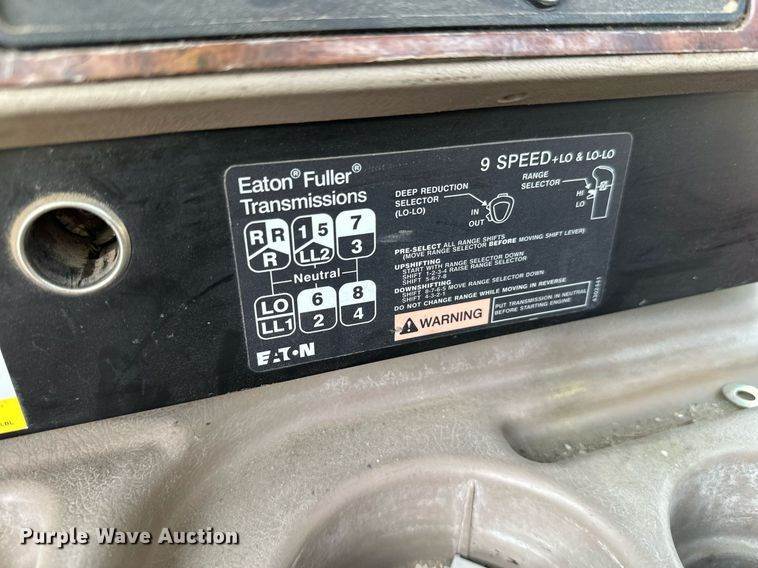 Eaton® Fuller®
Transmissions
9 SPEED +LO & LO-LO
DEEP REDUCTION
SELECTOR
(LO-LO)
IN
OUT
RANGE
SELECTOR
HI
LO
R R 1 5 7
R LL2 3
Neutral
LO 6 8
LL1 2 4
PRE-SELECT ALL RANGE SHIFTS
(MOVE RANGE SELECTOR BEFORE MOVING SHIFT LEVER)
UPSHIFTING
START WITH RANGE SELECTOR DOWN
SHIFT 1-2-3-4 RAISE RANGE SELECTOR
SHIFT 5-6-7-8
DOWNSHIFTING
SHIFT 8-7-6-5 MOVE RANGE SELECTOR DOWN
SHIFT 4-3-2-1
DO NOT CHANGE RANGE WHILE MOVING IN REVERSE
WARNING
PUT TRANSMISSION IN NEUTRAL
BEFORE STARTING ENGINE
EATON
Purple Wave Auction